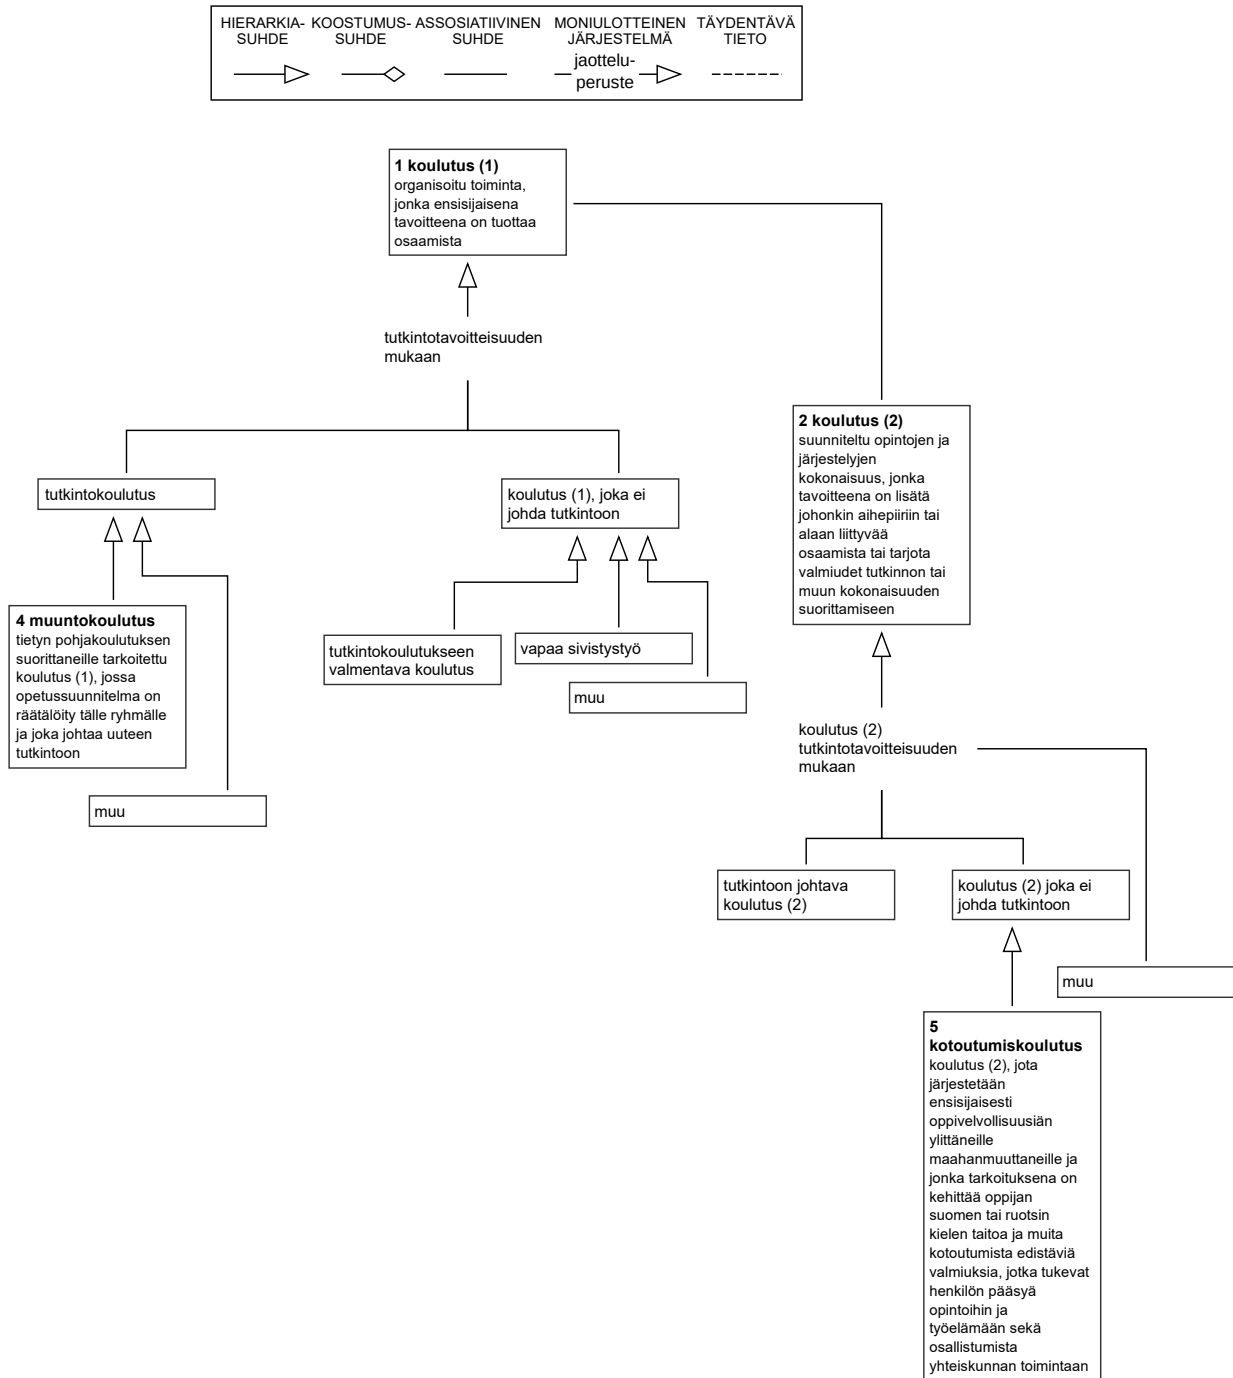 HIERARKIA-
SUHDE
KOOSTUMUS-
SUHDE
ASSOSIATIIVINEN
SUHDE
MONIULOTTEINEN
JÄRJESTELMÄ
jaottelu-
peruste
TÄYDENTÄVÄ
TIETO
1 koulutus (1)
organisoitu toiminta,
jonka ensisijaisena
tavoitteena on tuottaa
osaamista
tutkintotavoitteisuuden
mukaan
tutkintokoulutus
koulutus (1), joka ei
johda tutkintoon
4 muuntokoulutus
tietyn pohjakoulutuksen
suorittaneille tarkoitettu
koulutus (1), jossa
opetussuunnitelma on
räätälöity tälle ryhmälle
ja joka johtaa uuteen
tutkintoon
muu
tutkintokoulutukseen
valmentava koulutus
vapaa sivistystyö
muu
2 koulutus (2)
suunniteltu opintojen ja
järjestelyjen
kokonaisuus, jonka
tavoitteena on lisätä
johonkin aihepiiriin tai
alaan liittyvää
osaamista tai tarjota
valmiudet tutkinnon tai
muun kokonaisuuden
suorittamiseen
koulutus (2)
tutkintotavoitteisuuden
mukaan
tutkintoon johtava
koulutus (2)
koulutus (2) joka ei
johda tutkintoon
muu
5
kotoutumiskoulutus
koulutus (2), jota
järjestetään
ensisijaisesti
oppivelvollisuusiän
ylittäneille
maahanmuuttaneille ja
jonka tarkoituksena on
kehittää oppijan
suomen tai ruotsin
kielen taitoa ja muita
kotoutumista edistäviä
valmiuksia, jotka tukevat
henkilön pääsyä
opintoihin ja
työelämään sekä
osallistumista
yhteiskunnan toimintaan